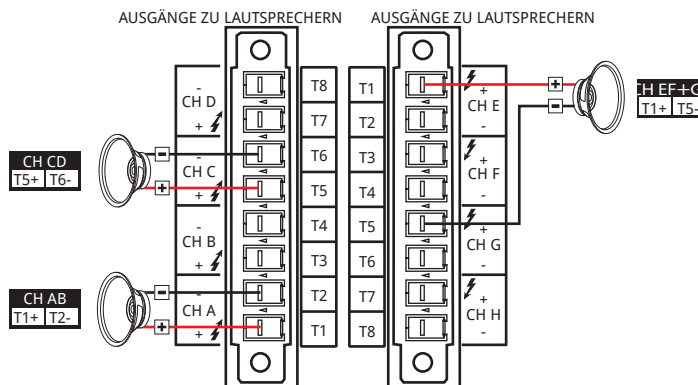 AUSGÄNGE ZU LAUTSPRECHERN
AUSGÄNGE ZU LAUTSPRECHERN
-
CH D
+
-
CH C
+
-
CH B
+
-
CH A
+
T8
T7
T6
T5
T4
T3
T2
T1
T1
T2
T3
T4
T5
T6
T7
T8
+
CH E
-
+
CH F
-
+
CH G
-
+
CH H
-
CH CD
T5+ T6-
-
+
CH AB
T1+ T2-
-
+
+
-
CH EF+G
T1+ T5-